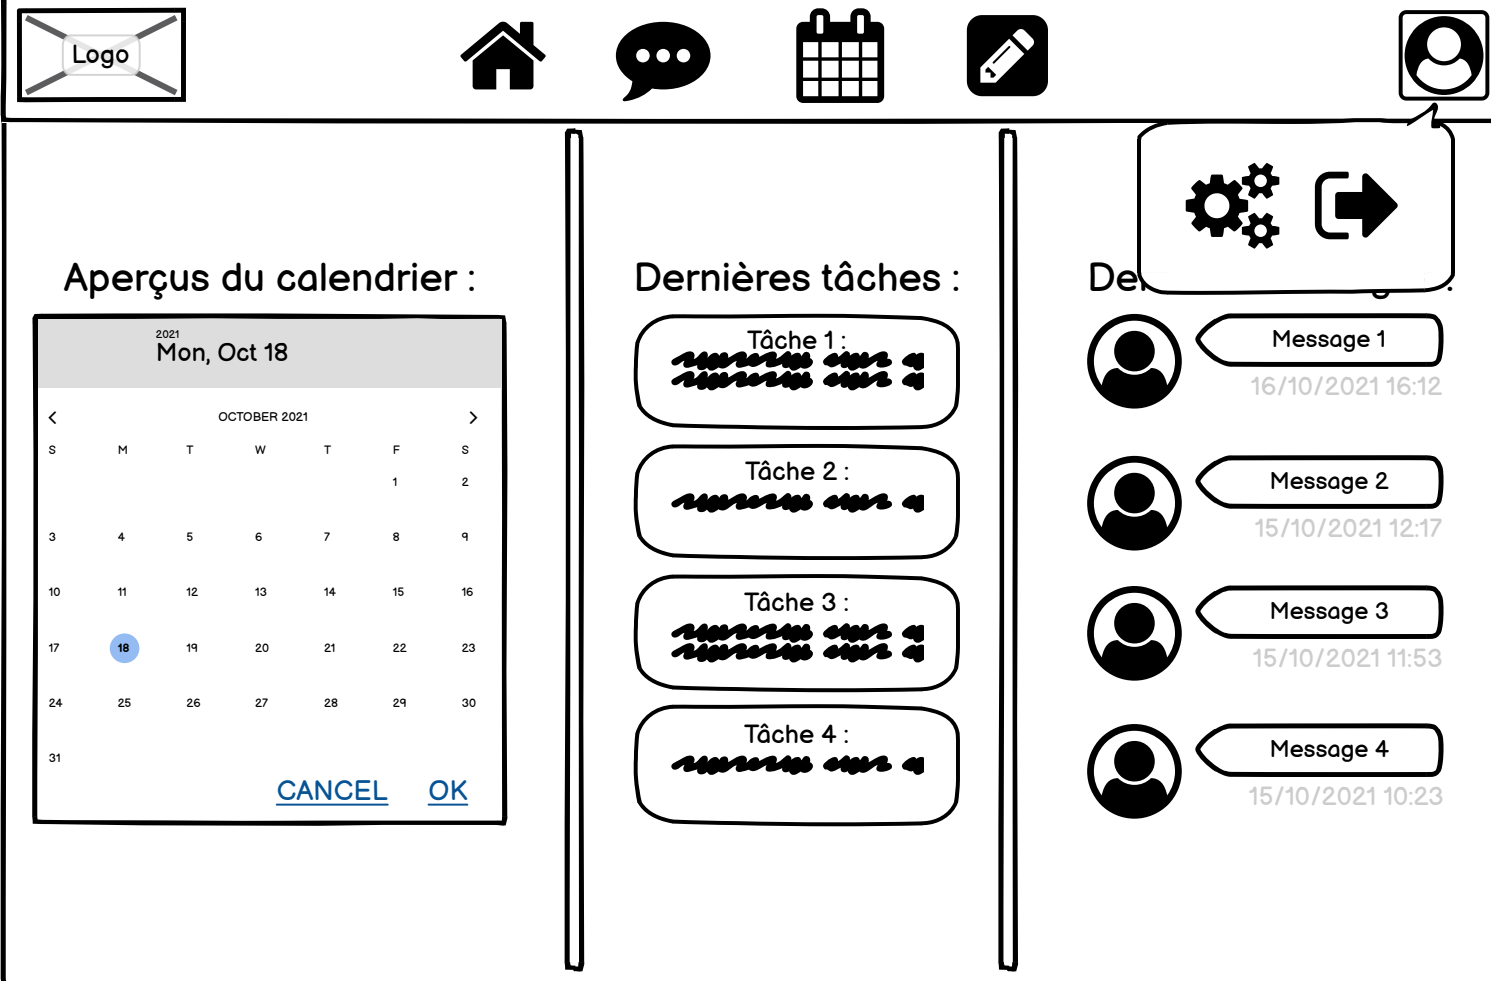 Logo
Aperçus du calendrier :
2021
Mon, Oct 18
OCTOBER 2021
S M T W T F S
1 2
3 4 5 6 7 8 9
10 11 12 13 14 15 16
17 18 19 20 21 22 23
24 25 26 27 28 29 30
31
CANCEL OK
Dernières tâches :
Tâche 1 :
Tâche 2 :
Tâche 3 :
Tâche 4 :
Message 1
16/10/2021 16:12
Message 2
15/10/2021 12:17
Message 3
15/10/2021 11:53
Message 4
15/10/2021 10:23